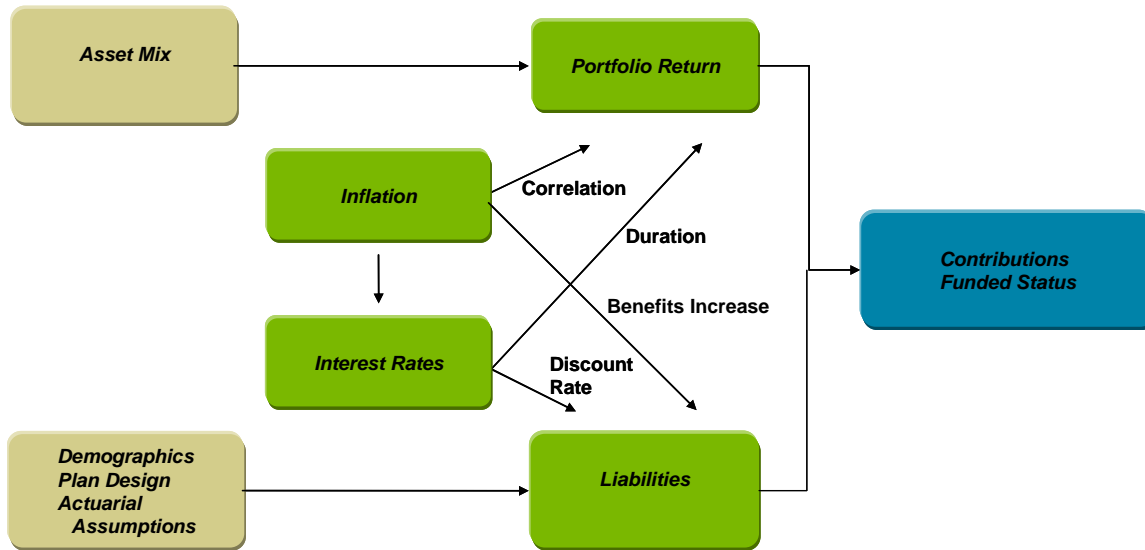 Asset Mix
Portfolio Return
Inflation
Correlation
Duration
Contributions
Funded Status
Benefits Increase
Interest Rates
Discount
Rate
Demographics
Plan Design
Actuarial
Assumptions
Liabilities